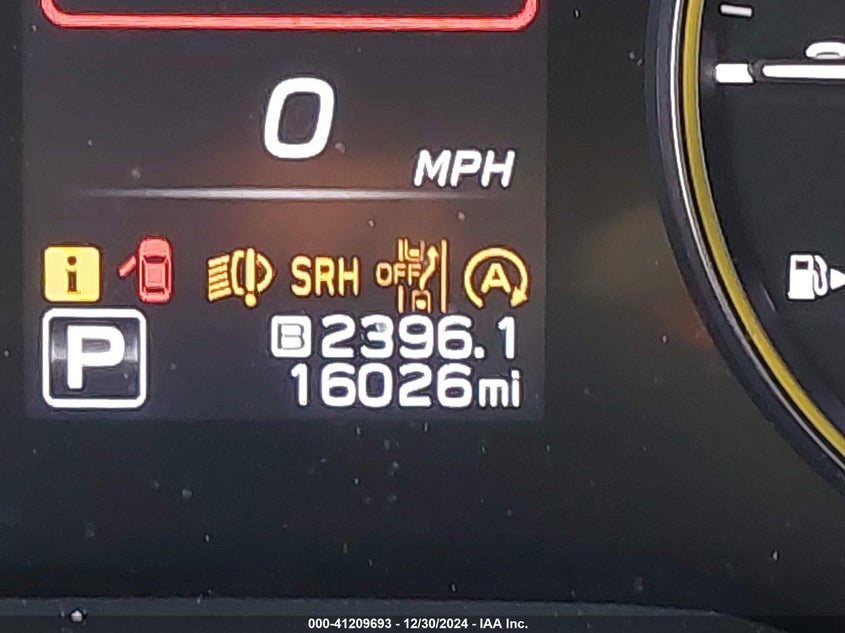 0
MPH
i SRH OFF A
P B 2396.1
16026mi
000-41209693 - 12/30/2024 - IAA Inc.